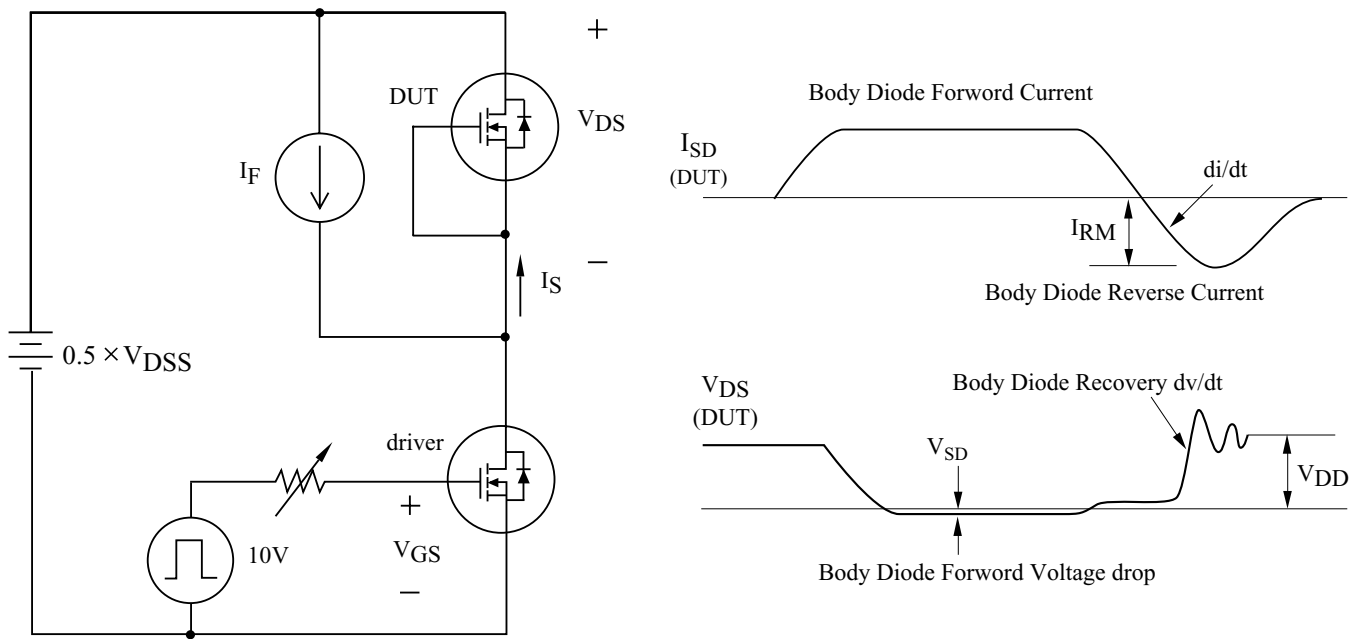 +
DUT
VDS
IF
−
IS
0.5 × VDSS
driver
+
10V
VGS
−
Body Diode Forword Current
ISD
(DUT)
di/dt
IRM
Body Diode Reverse Current
VDS
(DUT)
Body Diode Recovery dv/dt
VSD
VDD
Body Diode Forword Voltage drop